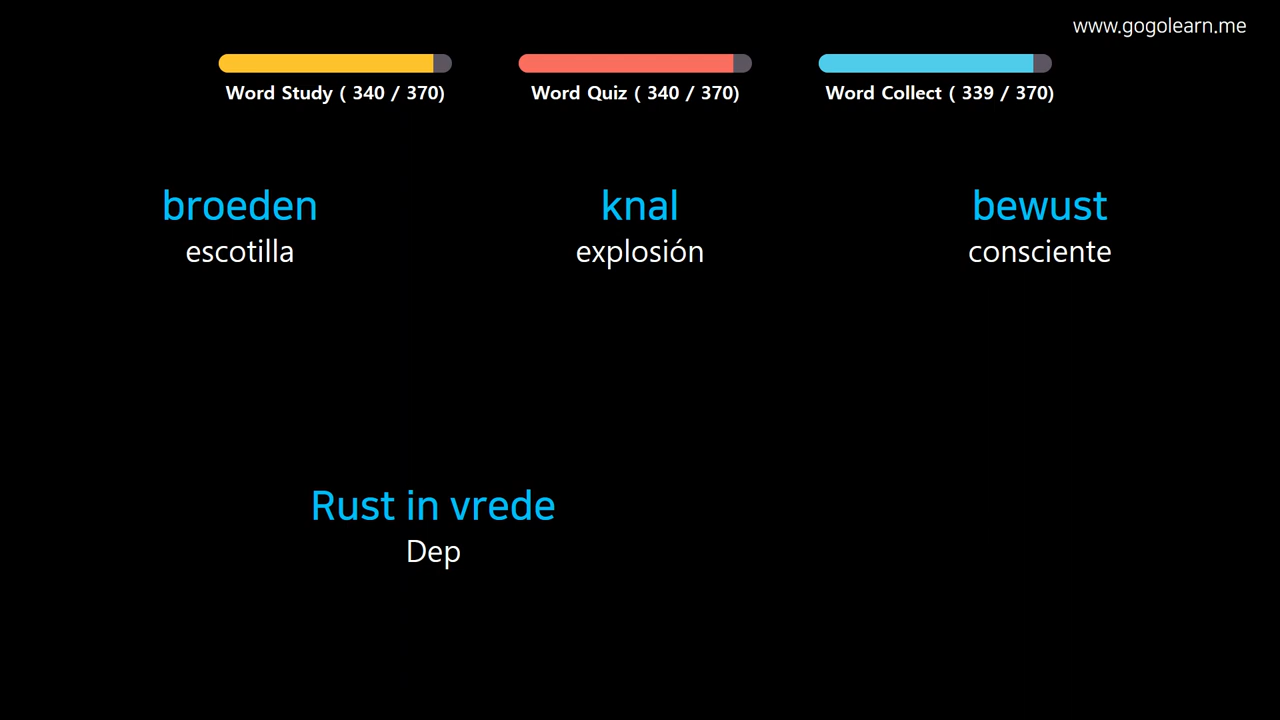 www.gogolearn.me
Word Study ( 340 / 370)
Word Quiz ( 340 / 370)
Word Collect ( 339 / 370)
broeden
escotilla
knal
explosión
bewust
consciente
Rust in vrede
Dep